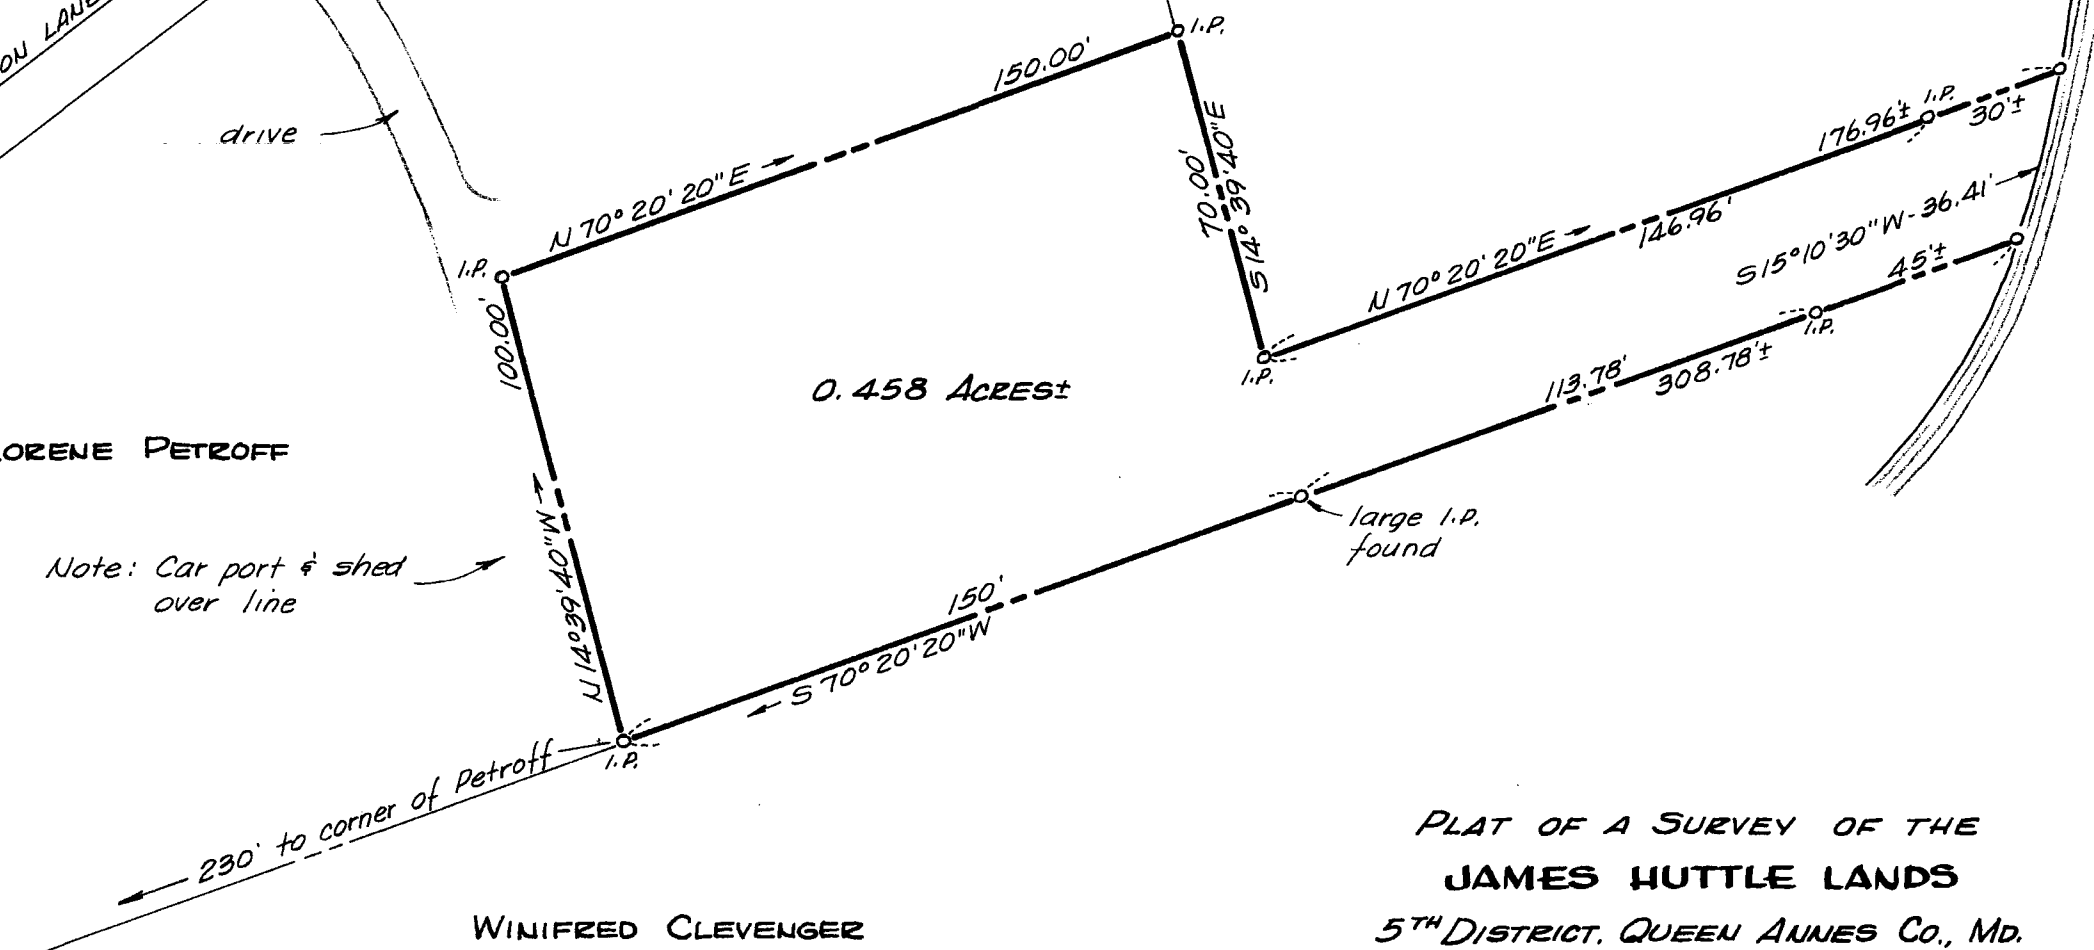 drive
150.00'
I.P.
N 70° 20' 20" E
I.P.
100.00'
70.00'
S 14° 39' 40" E
176.96'±
I.P.
30'±
146.96'
N 70° 20' 20" E
S 15° 10' 30" W - 36.41'
45'±
I.P.
I.P.
113.78'
308.78'±
0.458 ACRES±
PETROFF
large I.P.
found
Note: Car port & shed
over line
N 14° 39' 40" W
150'
S 70° 20' 20" W
I.P.
230' to corner of Petroff
PLAT OF A SURVEY OF THE
JAMES HUTTLE LANDS
5TH DISTRICT. QUEEN ANNES CO., MD.
WINIFRED CLEVENGER